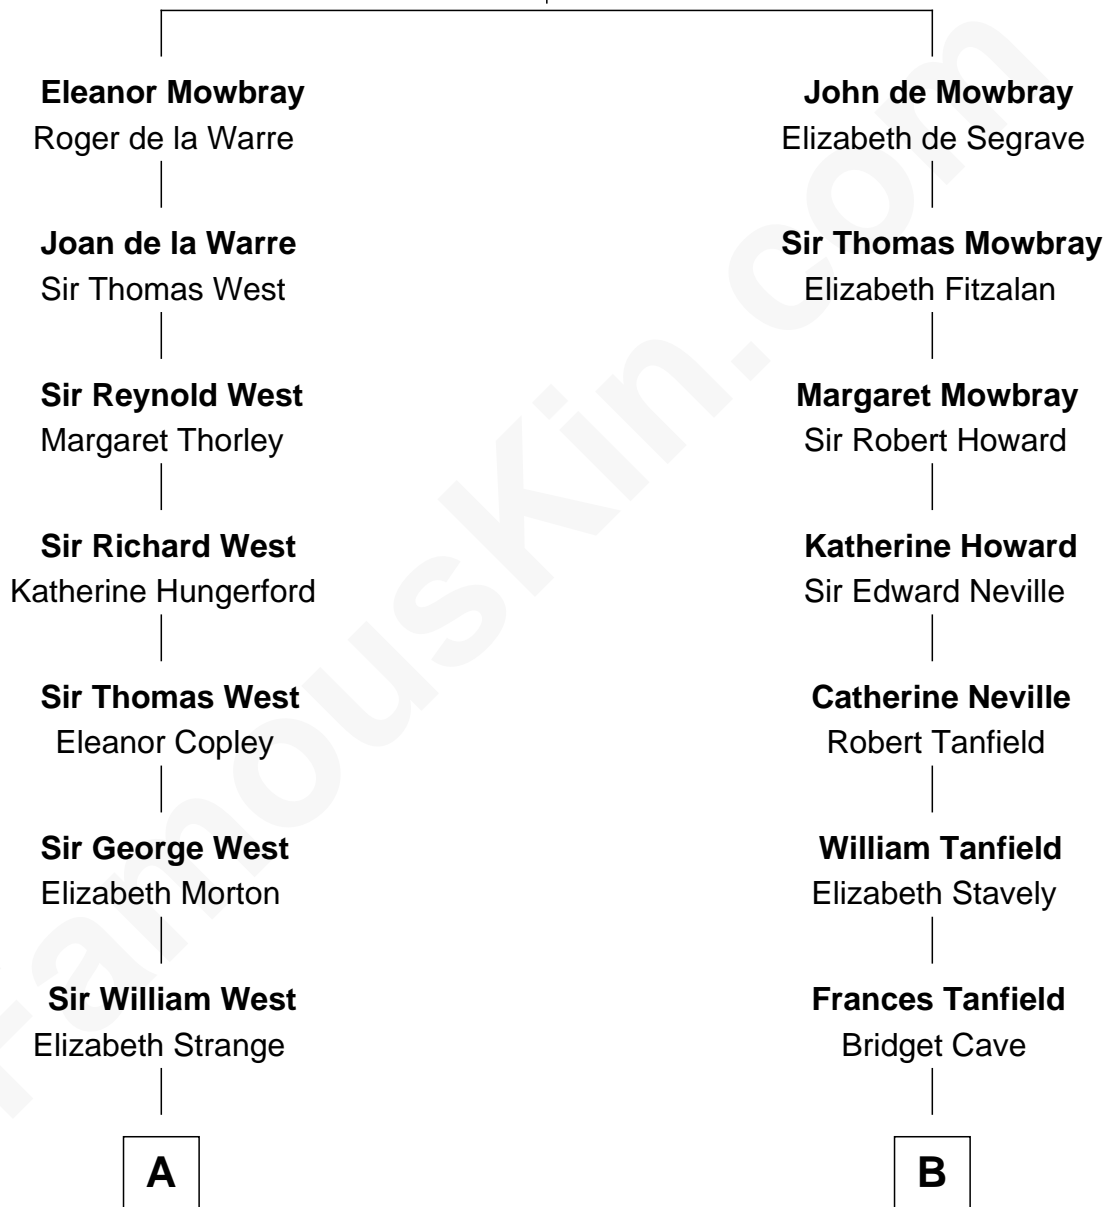 Eleanor Mowbray
Roger de la Warre
John de Mowbray
Elizabeth de Segrave
Joan de la Warre
Sir Thomas West
Sir Thomas Mowbray
Elizabeth Fitzalan
Sir Reynold West
Margaret Thorley
Margaret Mowbray
Sir Robert Howard
Sir Richard West
Katherine Hungerford
Katherine Howard
Sir Edward Neville
Sir Thomas West
Eleanor Copley
Catherine Neville
Robert Tanfield
Sir George West
Elizabeth Morton
William Tanfield
Elizabeth Stavely
Sir William West
Elizabeth Strange
Frances Tanfield
Bridget Cave
A
B
FamousKin.com